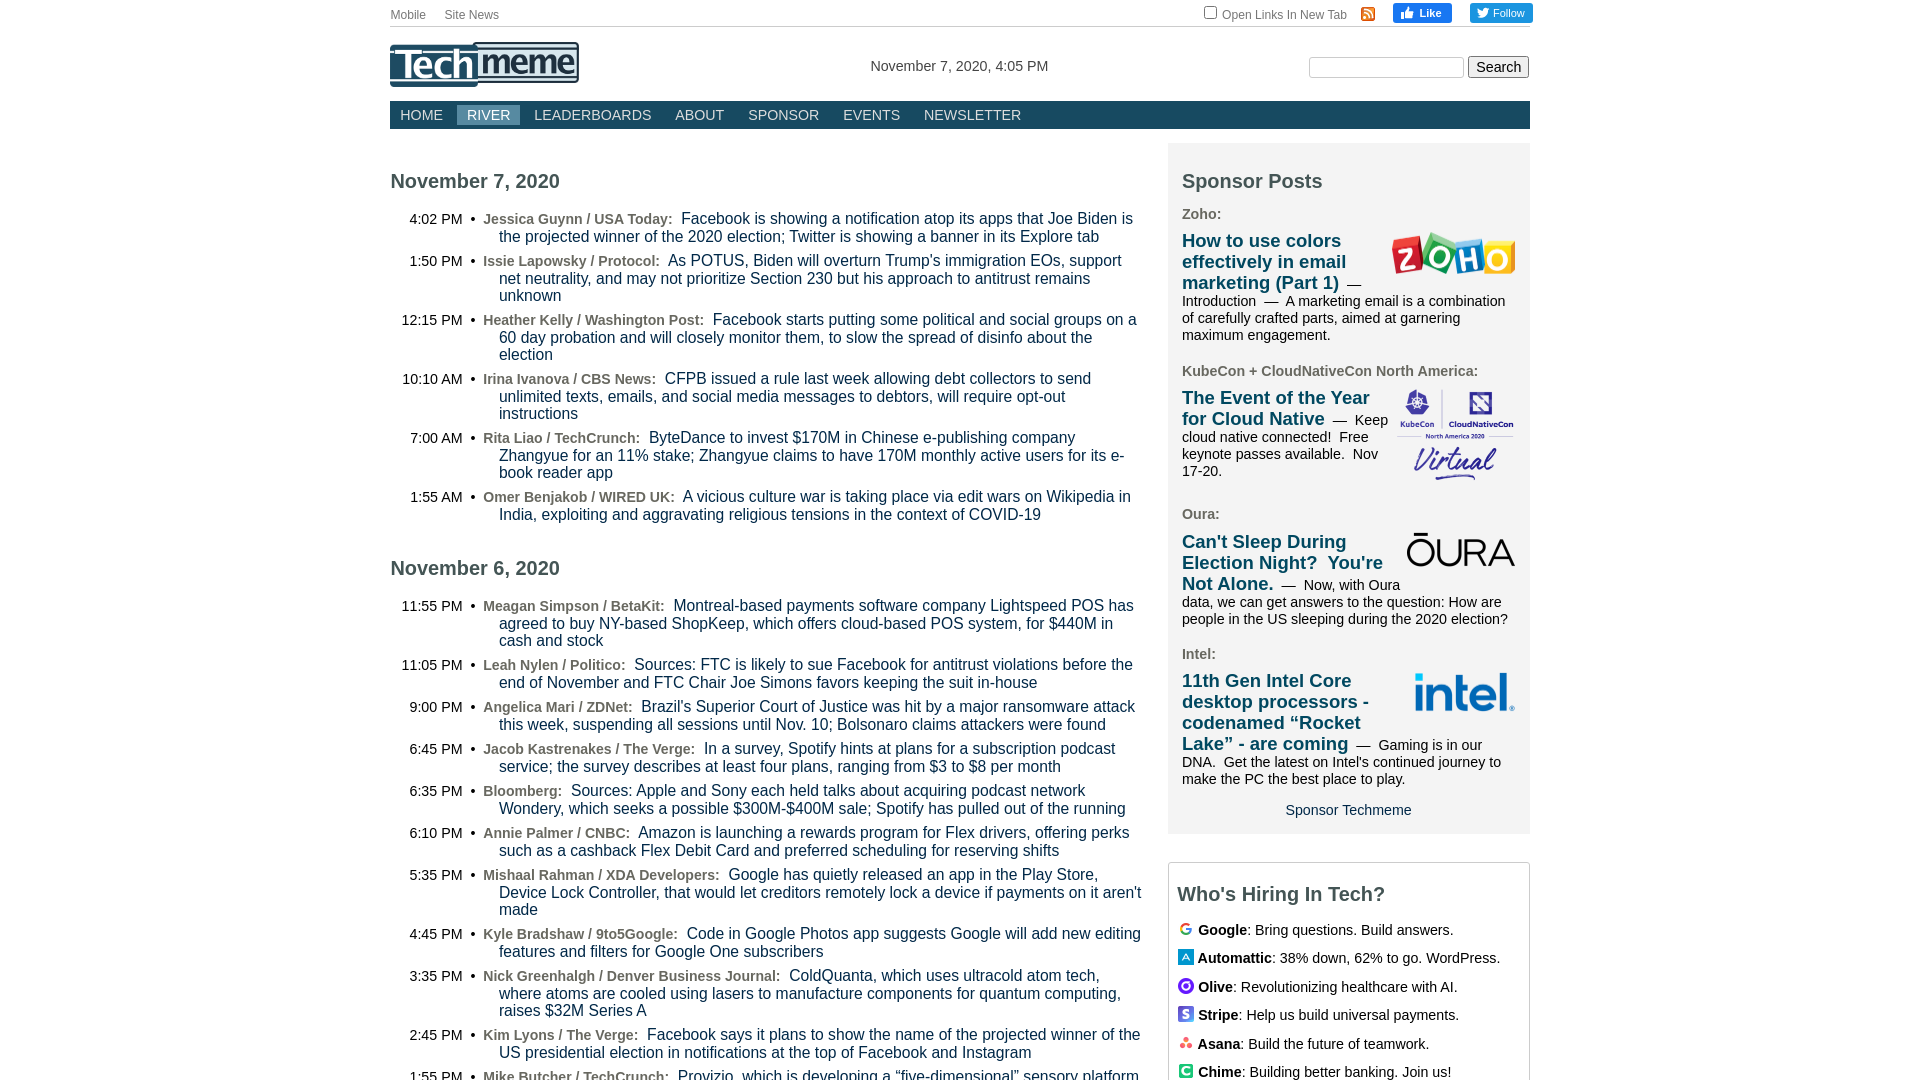 Mobile Site News Open Links In New Tab Like Follow
Techmeme
November 7, 2020, 4:05 PM
Search
HOME RIVER LEADERBOARDS ABOUT SPONSOR EVENTS NEWSLETTER
November 7, 2020
4:02 PM • Jessica Guynn / USA Today: Facebook is showing a notification atop its apps that Joe Biden is
the projected winner of the 2020 election; Twitter is showing a banner in its Explore tab
1:50 PM • Issie Lapowsky / Protocol: As POTUS, Biden will overturn Trump's immigration EOs, support
net neutrality, and may not prioritize Section 230 but his approach to antitrust remains
unknown
12:15 PM • Heather Kelly / Washington Post: Facebook starts putting some political and social groups on a
60 day probation and will closely monitor them, to slow the spread of disinfo about the
election
10:10 AM • Irina Ivanova / CBS News: CFPB issued a rule last week allowing debt collectors to send
unlimited texts, emails, and social media messages to debtors, will require opt-out
instructions
7:00 AM • Rita Liao / TechCrunch: ByteDance to invest $170M in Chinese e-publishing company
Zhangyue for an 11% stake; Zhangyue claims to have 170M monthly active users for its e-
book reader app
1:55 AM • Omer Benjakob / WIRED UK: A vicious culture war is taking place via edit wars on Wikipedia in
India, exploiting and aggravating religious tensions in the context of COVID-19
November 6, 2020
11:55 PM • Meagan Simpson / BetaKit: Montreal-based payments software company Lightspeed POS has
agreed to buy NY-based ShopKeep, which offers cloud-based POS system, for $440M in
cash and stock
11:05 PM • Leah Nylen / Politico: Sources: FTC is likely to sue Facebook for antitrust violations before the
end of November and FTC Chair Joe Simons favors keeping the suit in-house
9:00 PM • Angelica Mari / ZDNet: Brazil's Superior Court of Justice was hit by a major ransomware attack
this week, suspending all sessions until Nov. 10; Bolsonaro claims attackers were found
6:45 PM • Jacob Kastrenakes / The Verge: In a survey, Spotify hints at plans for a subscription podcast
service; the survey describes at least four plans, ranging from $3 to $8 per month
6:35 PM • Bloomberg: Sources: Apple and Sony each held talks about acquiring podcast network
Wondery, which seeks a possible $300M-$400M sale; Spotify has pulled out of the running
6:10 PM • Annie Palmer / CNBC: Amazon is launching a rewards program for Flex drivers, offering perks
such as a cashback Flex Debit Card and preferred scheduling for reserving shifts
5:35 PM • Mishaal Rahman / XDA Developers: Google has quietly released an app in the Play Store,
Device Lock Controller, that would let creditors remotely lock a device if payments on it aren't
made
4:45 PM • Kyle Bradshaw / 9to5Google: Code in Google Photos app suggests Google will add new editing
features and filters for Google One subscribers
3:35 PM • Nick Greenhalgh / Denver Business Journal: ColdQuanta, which uses ultracold atom tech,
where atoms are cooled using lasers to manufacture components for quantum computing,
raises $32M Series A
2:45 PM • Kim Lyons / The Verge: Facebook says it plans to show the name of the projected winner of the
US presidential election in notifications at the top of Facebook and Instagram
1:55 PM • Mike Butcher / TechCrunch: Provizio, which is developing a “five-dimensional” sensory platform
Sponsor Posts
Zoho:
ZOHO
How to use colors
effectively in email
marketing (Part 1) —
Introduction — A marketing email is a combination
of carefully crafted parts, aimed at garnering
maximum engagement.
KubeCon + CloudNativeCon North America:
The Event of the Year
for Cloud Native — Keep
cloud native connected! Free
keynote passes available. Nov
17-20.
KubeCon CloudNativeCon
North America 2020
Virtual
Oura:
ŌURA
Can't Sleep During
Election Night? You're
Not Alone. — Now, with Oura
data, we can get answers to the question: How are
people in the US sleeping during the 2020 election?
Intel:
intel.®
11th Gen Intel Core
desktop processors -
codenamed “Rocket
Lake” - are coming — Gaming is in our
DNA. Get the latest on Intel's continued journey to
make the PC the best place to play.
Sponsor Techmeme
Who's Hiring In Tech?
Google: Bring questions. Build answers.
Automattic: 38% down, 62% to go. WordPress.
Olive: Revolutionizing healthcare with AI.
Stripe: Help us build universal payments.
Asana: Build the future of teamwork.
Chime: Building better banking. Join us!